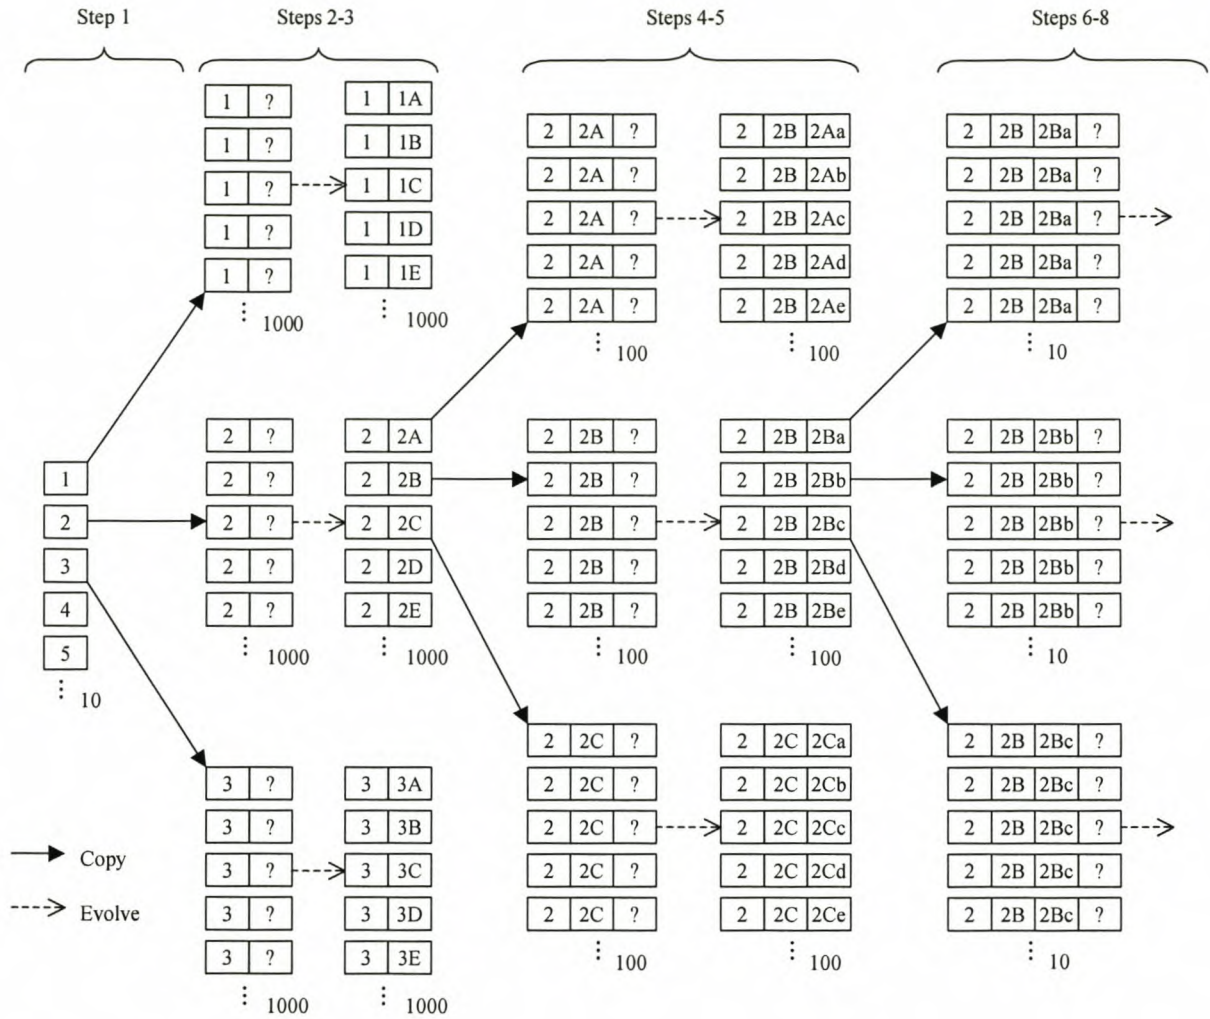 Step 1
Steps 2-3
Steps 4-5
Steps 6-8
1 ?
1 ?
1 ?
1 ?
1 ?
1000
1 1A
1 1B
1 1C
1 1D
1 1E
1000
2 2A ?
2 2A ?
2 2A ?
2 2A ?
2 2A ?
100
2 2B 2Aa
2 2B 2Ab
2 2B 2Ac
2 2B 2Ad
2 2B 2Ae
100
2 2B 2Ba ?
2 2B 2Ba ?
2 2B 2Ba ?
2 2B 2Ba ?
2 2B 2Ba ?
10
1
2
3
4
5
10
2 ?
2 ?
2 ?
2 ?
2 ?
1000
2 2A
2 2B
2 2C
2 2D
2 2E
1000
2 2B ?
2 2B ?
2 2B ?
2 2B ?
2 2B ?
100
2 2B 2Ba
2 2B 2Bb
2 2B 2Bc
2 2B 2Bd
2 2B 2Be
100
2 2B 2Bb ?
2 2B 2Bb ?
2 2B 2Bb ?
2 2B 2Bb ?
2 2B 2Bb ?
10
3 ?
3 ?
3 ?
3 ?
3 ?
1000
3 3A
3 3B
3 3C
3 3D
3 3E
1000
2 2C ?
2 2C ?
2 2C ?
2 2C ?
2 2C ?
100
2 2C 2Ca
2 2C 2Cb
2 2C 2Cc
2 2C 2Cd
2 2C 2Ce
100
2 2B 2Bc ?
2 2B 2Bc ?
2 2B 2Bc ?
2 2B 2Bc ?
2 2B 2Bc ?
10
Copy
Evolve